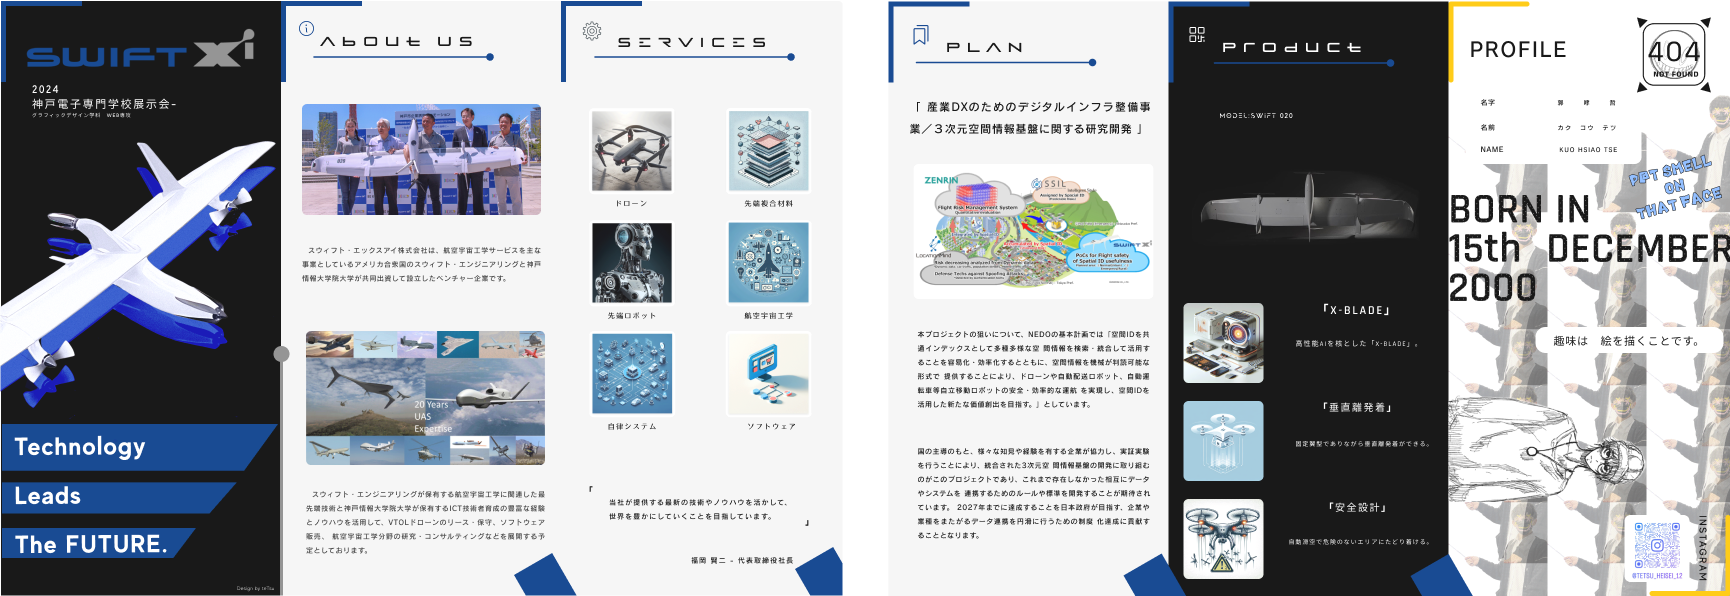 SWIFT Xi
2024
神戸電子専門学校展示会-
グラフィックデザイン学科 WEB専攻
Technology
Leads
The FUTURE.
Design by teTsu
About us
スウィフト・エックスアイ株式会社は、航空宇宙工学サービスを主な
事業としているアメリカ合衆国のスウィフト・エンジニアリングと神戸
情報大学院大学が共同出資して設立したベンチャー企業です。
20 Years
UAS
Expertise
スウィフト・エンジニアリングが保有する航空宇宙工学に関連した最
先端技術と神戸情報大学院大学が保有するICT技術者育成の豊富な経験
とノウハウを活用して、VTOLドローンのリース・保守、ソフトウェア
販売、 航空宇宙工学分野の研究・コンサルティングなどを展開する予
定としております。
SERVICES
ドローン
先端複合材料
先端ロボット
航空宇宙工学
自律システム
ソフトウェア
「
当社が提供する最新の技術やノウハウを活かして、
世界を豊かにしていくことを目指しています。
」
福岡 賢二 - 代表取締役社長
PLAN
「 産業DXのためのデジタルインフラ整備事
業／3次元空間情報基盤に関する研究開発 」
ZENRIN
SSIL
Flight Risk Management System
SWIFT Xi
PoCs for Flight safety
of Spatial ID usefulness
Defense Techs against Spoofing Attacks
本プロジェクトの狙いについて、NEDOの基本計画では「空間IDを共
通インデックスとして多種多様な空 間情報を検索・統合して活用す
ることを容易化・効率化するとともに、空間情報を機械が判読可能な
形式で 提供することにより、ドローンや自動配送ロボット、自動運
転車等自立移動ロボットの安全・効率的な運航 を実現し、空間IDを
活用した新たな価値創出を目指す。」としています。
国の主導のもと、様々な知見や経験を有する企業が協力し、実証実験
を行うことにより、統合された3次元空 間情報基盤の開発に取り組む
のがこのプロジェクトであり、これまで存在しなかった相互にデータ
やシステムを 連携するためのルールや標準を開発することが期待され
ています。 2027年までに達成することを日本政府が目指す、企業や
業種をまたがるデータ連携を円滑に行うための制度 化達成に貢献す
ることとなります。
Product
MODEL:SWiFT 020
「X-BLADE」
高性能AIを核とした「X-BLADE」。
「垂直離発着」
固定翼型でありながら垂直離発着ができる。
「安全設計」
自動滑空で危険のないエリアにたどり着ける。
PROFILE
404
NOT FOUND
名字 郭 哮 哲
名前 カク コウ テツ
NAME KUO HSIAO TSE
PPT SMELL
ON
THAT FACE
BORN IN
15th DECEMBER
2000
趣味は 絵を描くことです。
INSTAGRAM
@TETSU_HEISEI_12